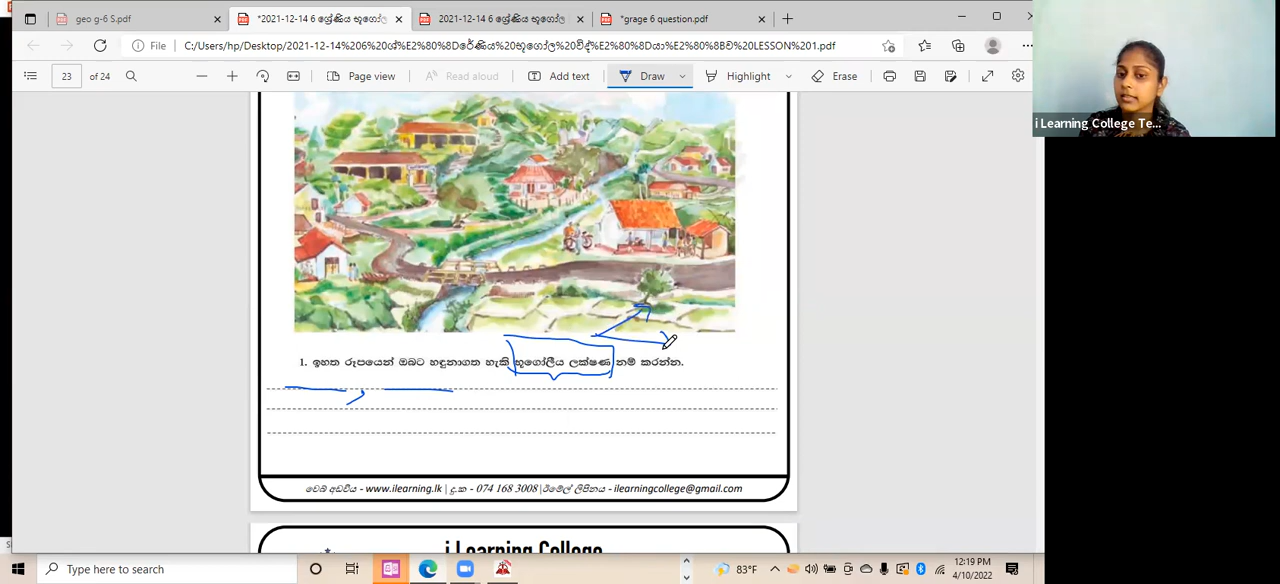 geo g-6 S.pdf
*2021-12-14 6 ශ්‍රේණිය භූගෝල
2021-12-14 6 ශ්‍රේණිය භූගෝල
*grage 6 question.pdf
File
C:/Users/hp/Desktop/2021-12-14%206%20ශ්%E2%80%8Dරේණිය%20භූගෝල%20විද්%E2%80%8Dයා%E2%80%8Bව%20LESSON%201.pdf
23 of 24
Page view
Read aloud
Add text
Draw
Highlight
Erase
i Learning College Te...
1. ඉහත රූපයෙන් ඔබට හඳුනාගත හැකි භූගෝලීය ලක්ෂණ නම් කරන්න.
වෙබ් අඩවිය - www.ilearning.lk | දු.ක - 074 168 3008 | ඊමේල් ලිපිනය - ilearningcollege@gmail.com
i Learning College
Type here to search
83°F
12:19 PM
4/10/2022